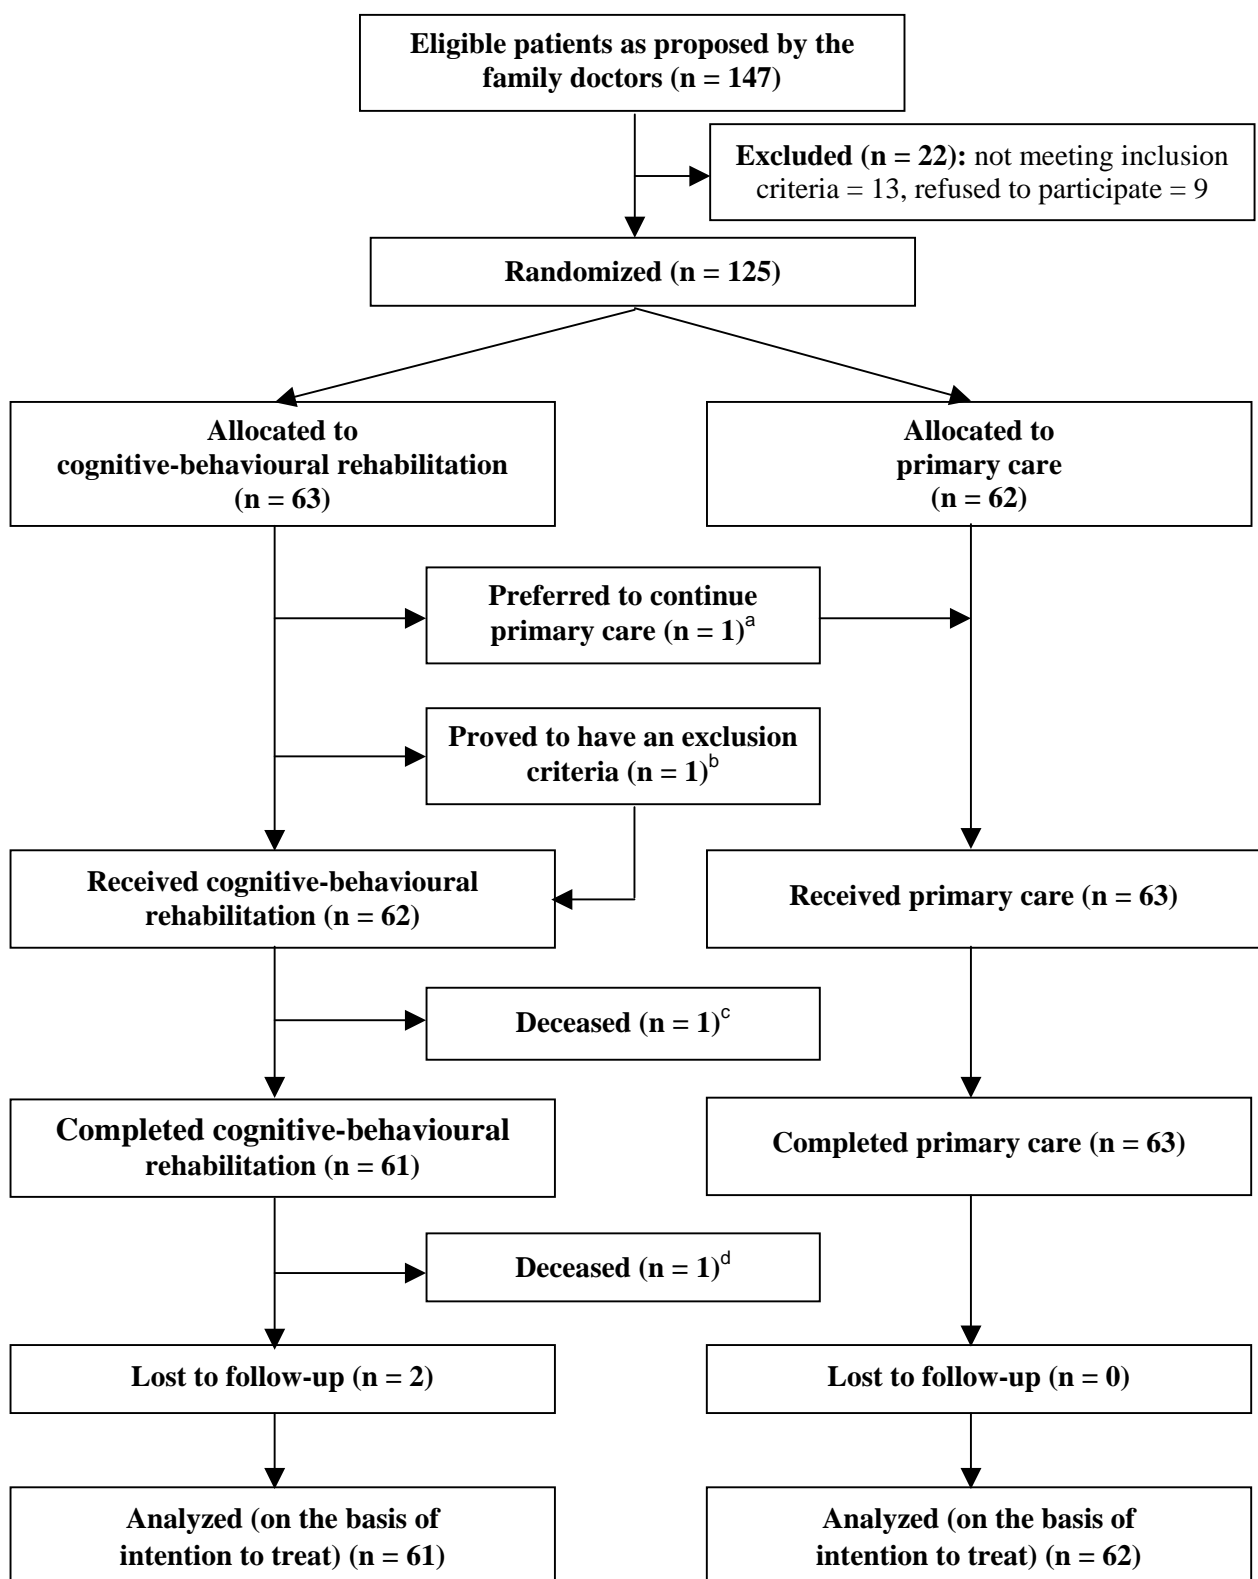 Eligible patients as proposed by the
family doctors (n = 147)
Excluded (n = 22): not meeting inclusion
criteria = 13, refused to participate = 9
Randomized (n = 125)
Allocated to
cognitive-behavioural rehabilitation
(n = 63)
Allocated to
primary care
(n = 62)
Preferred to continue
primary care (n = 1)a
Proved to have an exclusion
criteria (n = 1)b
Received cognitive-behavioural
rehabilitation (n = 62)
Received primary care (n = 63)
Deceased (n = 1)c
Completed cognitive-behavioural
rehabilitation (n = 61)
Completed primary care (n = 63)
Deceased (n = 1)d
Lost to follow-up (n = 2)
Lost to follow-up (n = 0)
Analyzed (on the basis of
intention to treat) (n = 61)
Analyzed (on the basis of
intention to treat) (n = 62)